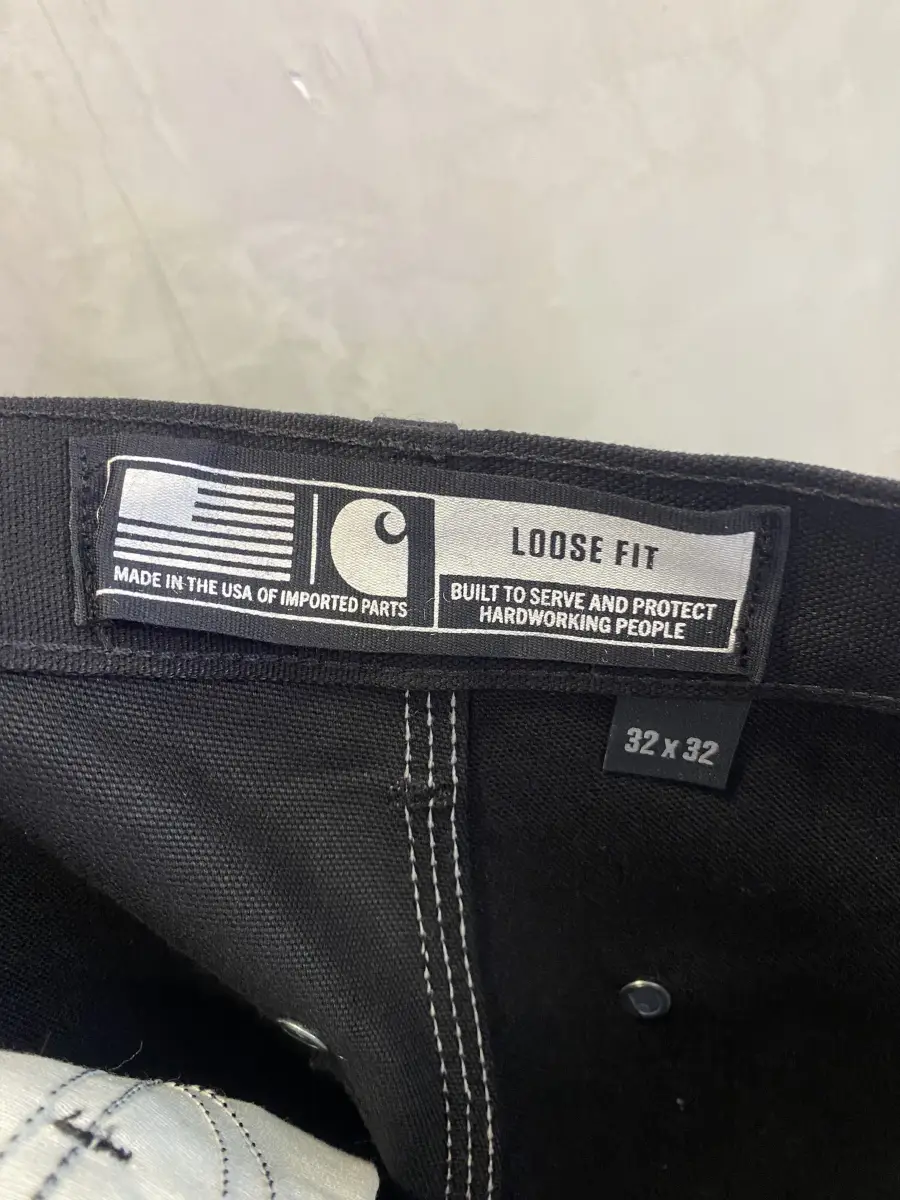 MADE IN THE USA OF IMPORTED PARTS
LOOSE FIT
BUILT TO SERVE AND PROTECT
HARDWORKING PEOPLE
32 x 32